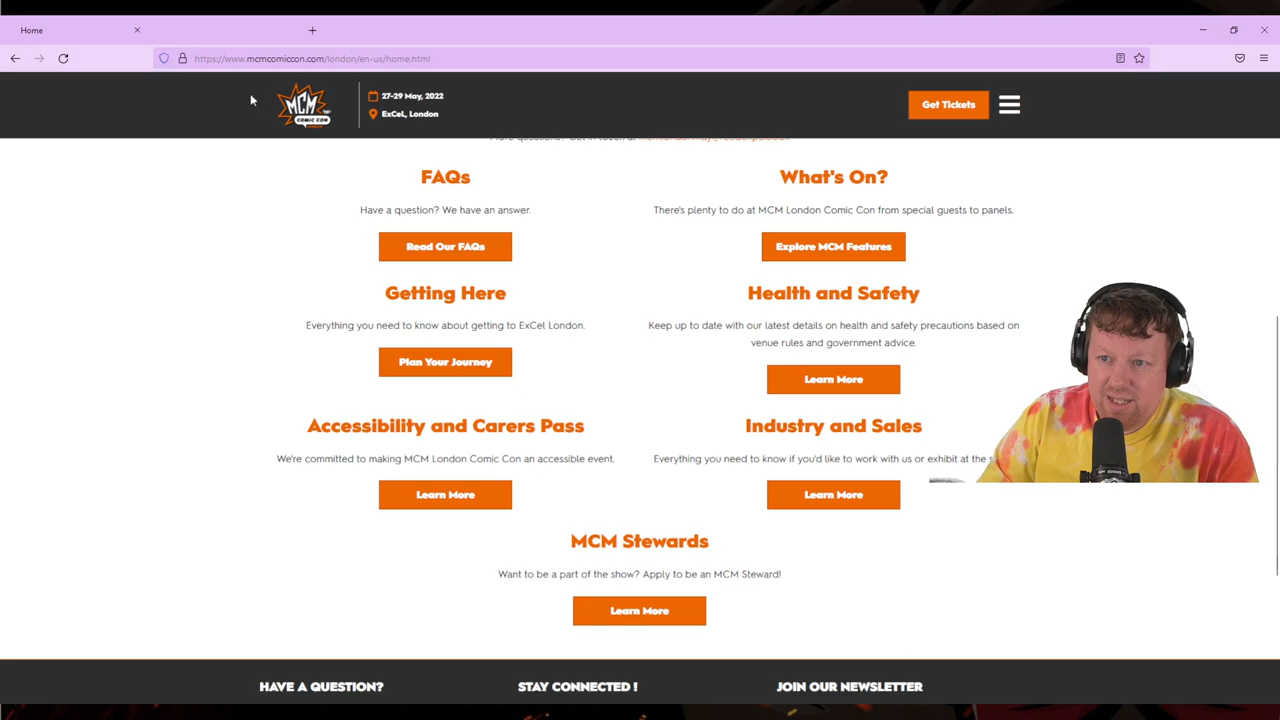 Home
https://www.mcmcomiccon.com/london/en-us/home.html
MCM
COMIC CON
27-29 May, 2022
ExCeL, London
Get Tickets
FAQs
Have a question? We have an answer.
Read Our FAQs
What's On?
There's plenty to do at MCM London Comic Con from special guests to panels.
Explore MCM Features
Getting Here
Everything you need to know about getting to ExCel London.
Plan Your Journey
Health and Safety
Keep up to date with our latest details on health and safety precautions based on
venue rules and government advice.
Learn More
Accessibility and Carers Pass
We're committed to making MCM London Comic Con an accessible event.
Learn More
Industry and Sales
Everything you need to know if you'd like to work with us or exhibit at the s
Learn More
MCM Stewards
Want to be a part of the show? Apply to be an MCM Steward!
Learn More
HAVE A QUESTION?
STAY CONNECTED !
JOIN OUR NEWSLETTER